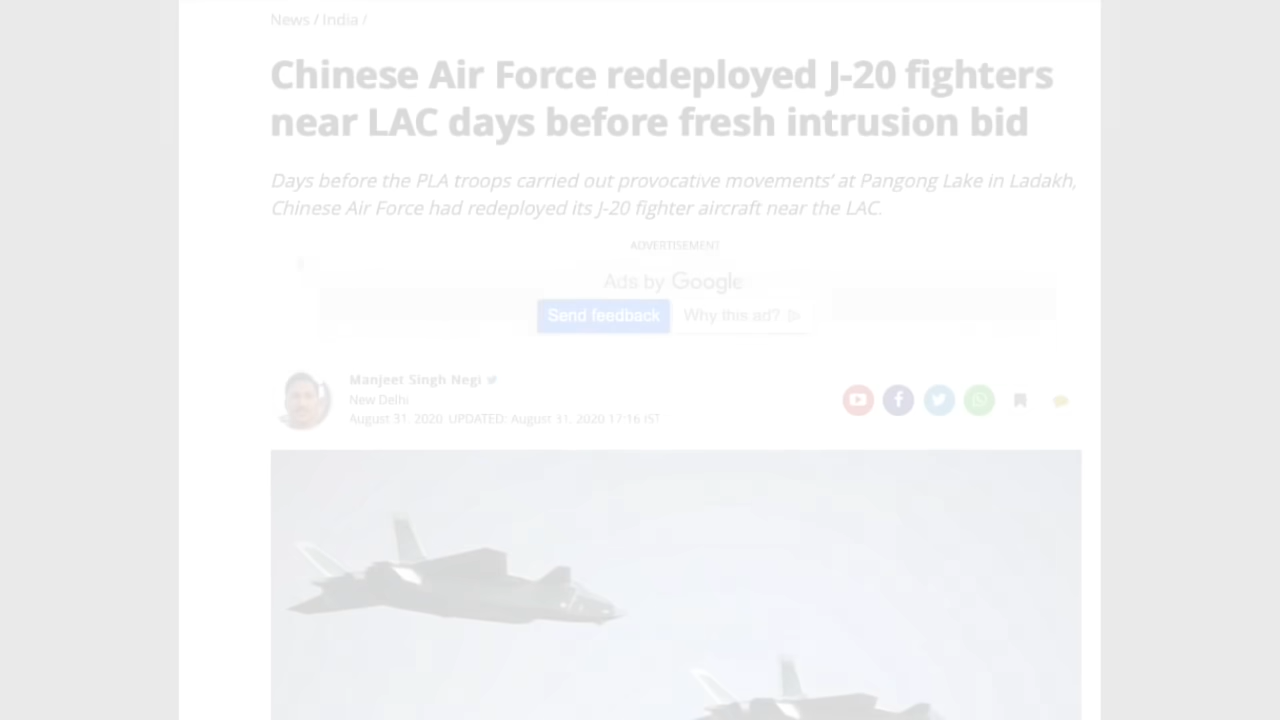 News / India /
Chinese Air Force redeployed J-20 fighters
near LAC days before fresh intrusion bid
Days before the PLA troops carried out provocative movements’ at Pangong Lake in Ladakh,
Chinese Air Force had redeployed its J-20 fighter aircraft near the LAC.
ADVERTISEMENT
Ads by Google
Send feedback
Why this ad?
Manjeet Singh Negi
New Delhi
August 31, 2020 UPDATED: August 31, 2020 17:16 IST